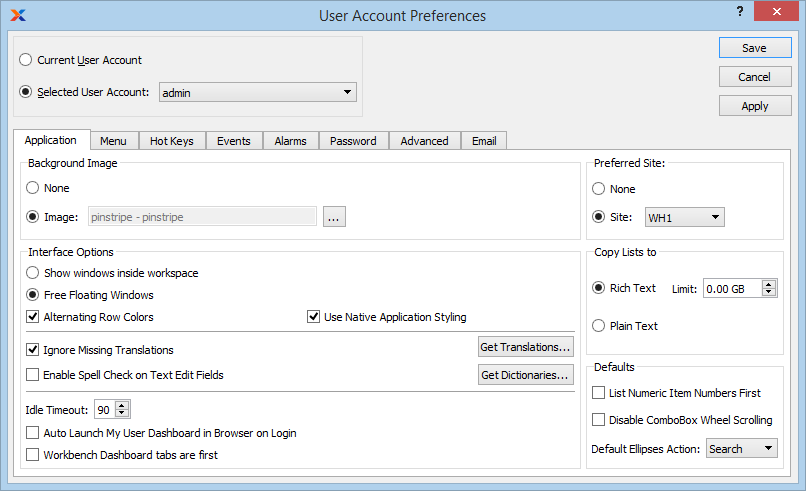 User Account Preferences
?
Current User Account
Selected User Account: admin
Save
Cancel
Apply
Application Menu Hot Keys Events Alarms Password Advanced Email
Background Image
None
Image: pinstripe - pinstripe ...
Preferred Site:
None
Site: WH1
Interface Options
Show windows inside workspace
Free Floating Windows
Alternating Row Colors Use Native Application Styling
Ignore Missing Translations Get Translations...
Enable Spell Check on Text Edit Fields Get Dictionaries...
Idle Timeout: 90
Auto Launch My User Dashboard in Browser on Login
Workbench Dashboard tabs are first
Copy Lists to
Rich Text Limit: 0.00 GB
Plain Text
Defaults
List Numeric Item Numbers First
Disable ComboBox Wheel Scrolling
Default Ellipses Action: Search